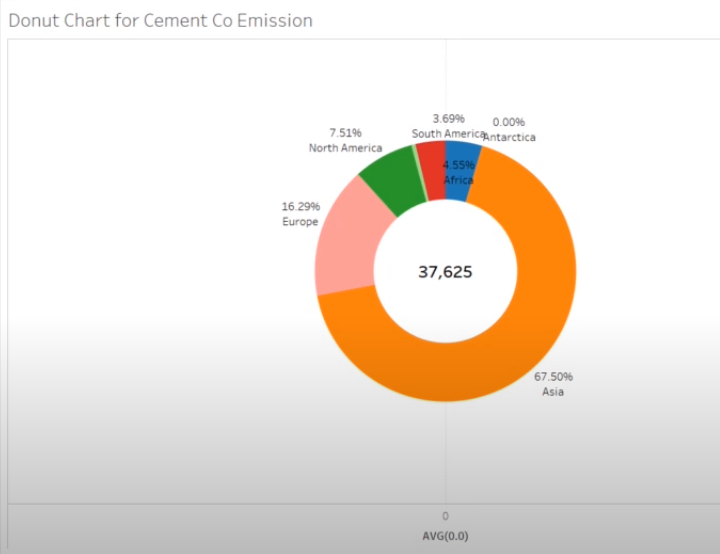 Donut Chart for Cement Co Emission
3.69%
South America
0.00%
Antarctica
7.51%
North America
4.55%
Africa
16.29%
Europe
37,625
67.50%
Asia
0
AVG(0.0)